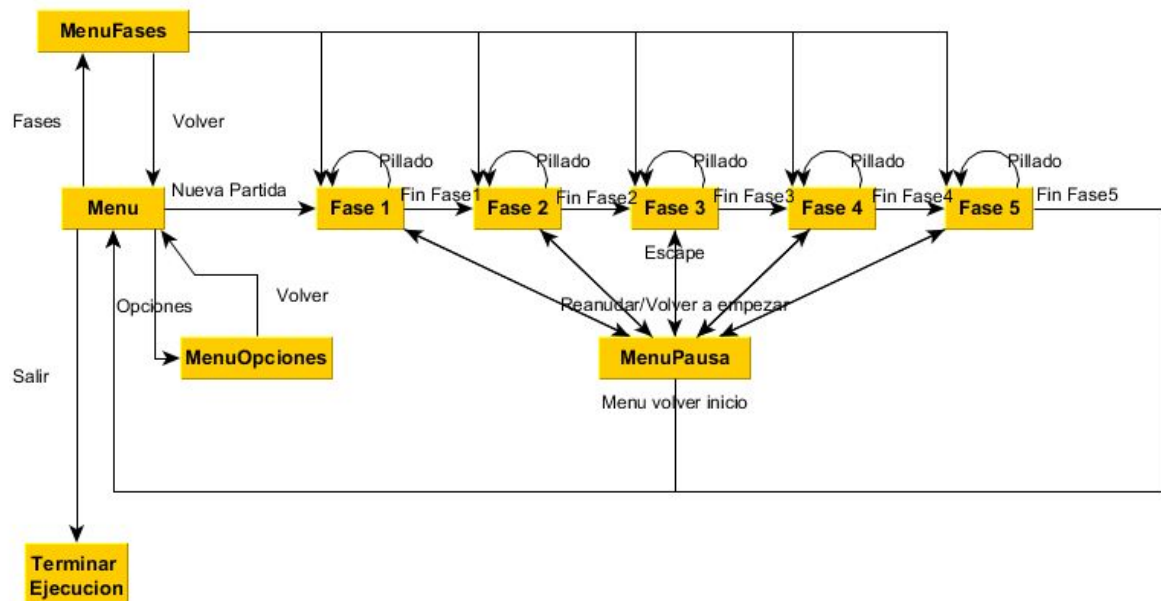 MenuFases
Fases
Volver
Pillado
Pillado
Pillado
Pillado
Pillado
Nueva Partida
Fin Fase1
Fin Fase2
Fin Fase3
Fin Fase4
Fin Fase5
Menu
Fase 1
Fase 2
Fase 3
Fase 4
Fase 5
Escape
Opciones
Volver
Reanudar/Volver a empezar
MenuOpciones
MenuPausa
Salir
Menu volver inicio
Terminar
Ejecucion